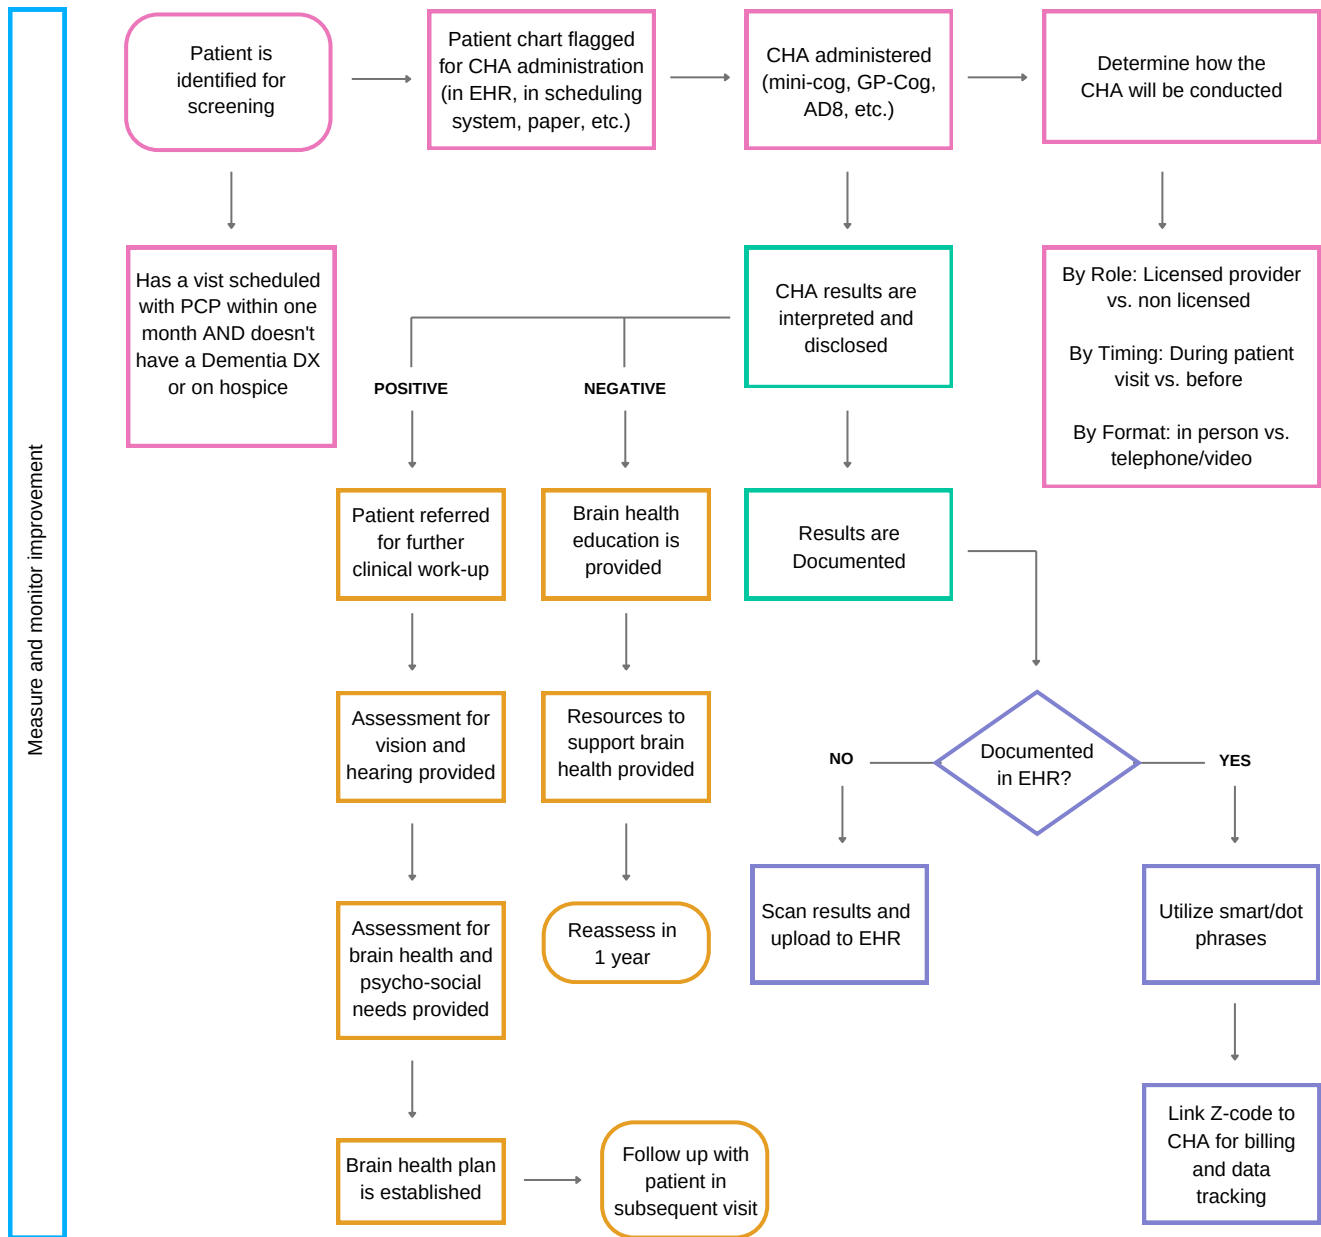 Measure and monitor improvement
Patient is
identified for
screening
Patient chart flagged
for CHA administration
(in EHR, in scheduling
system, paper, etc.)
CHA administered
(mini-cog, GP-Cog,
AD8, etc.)
Determine how the
CHA will be conducted
Has a vist scheduled
with PCP within one
month AND doesn't
have a Dementia DX
or on hospice
CHA results are
interpreted and
disclosed
By Role: Licensed provider
vs. non licensed
By Timing: During patient
visit vs. before
By Format: in person vs.
telephone/video
POSITIVE
NEGATIVE
Patient referred
for further
clinical work-up
Brain health
education is
provided
Results are
Documented
Assessment for
vision and
hearing provided
Resources to
support brain
health provided
Documented
in EHR?
NO
YES
Assessment for
brain health and
psycho-social
needs provided
Reassess in
1 year
Scan results and
upload to EHR
Utilize smart/dot
phrases
Brain health plan
is established
Follow up with
patient in
subsequent visit
Link Z-code to
CHA for billing
and data
tracking